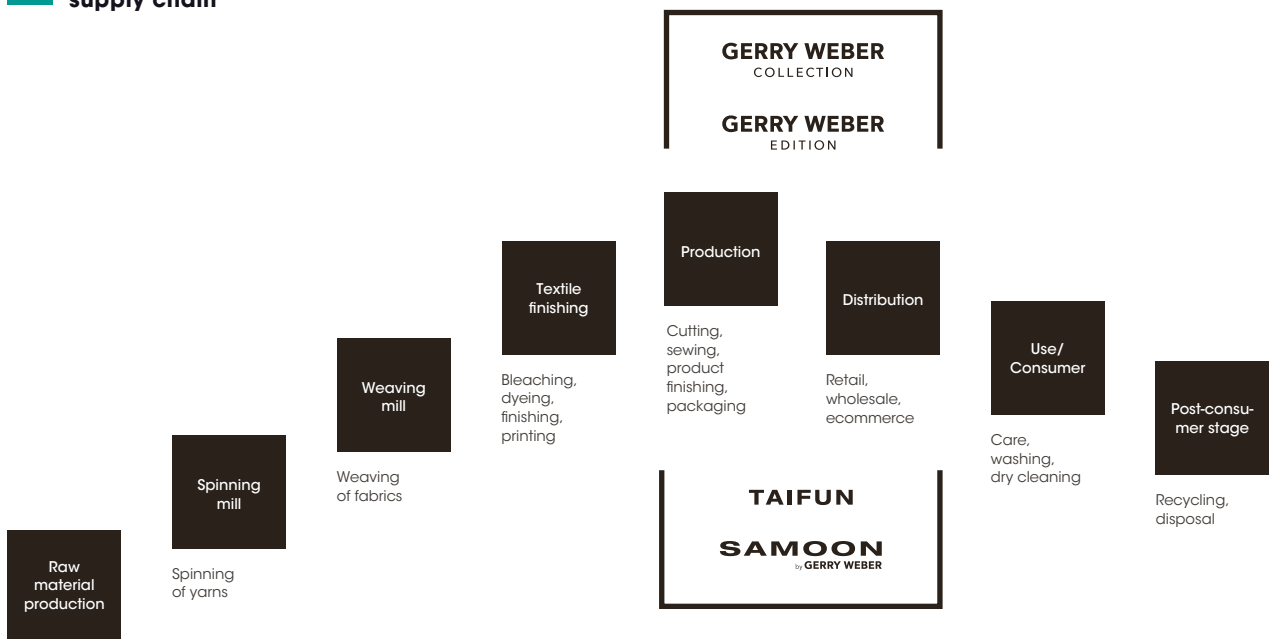 supply chain
GERRY WEBER
COLLECTION
GERRY WEBER
EDITION
Raw
material
production
Spinning
mill
Spinning
of yarns
Weaving
mill
Weaving
of fabrics
Textile
finishing
Bleaching,
dyeing,
finishing,
printing
Production
Cutting,
sewing,
product
finishing,
packaging
Distribution
Retail,
wholesale,
ecommerce
Use/
Consumer
Care,
washing,
dry cleaning
Post-consu-
mer stage
Recycling,
disposal
TAIFUN
SAMOON
by GERRY WEBER